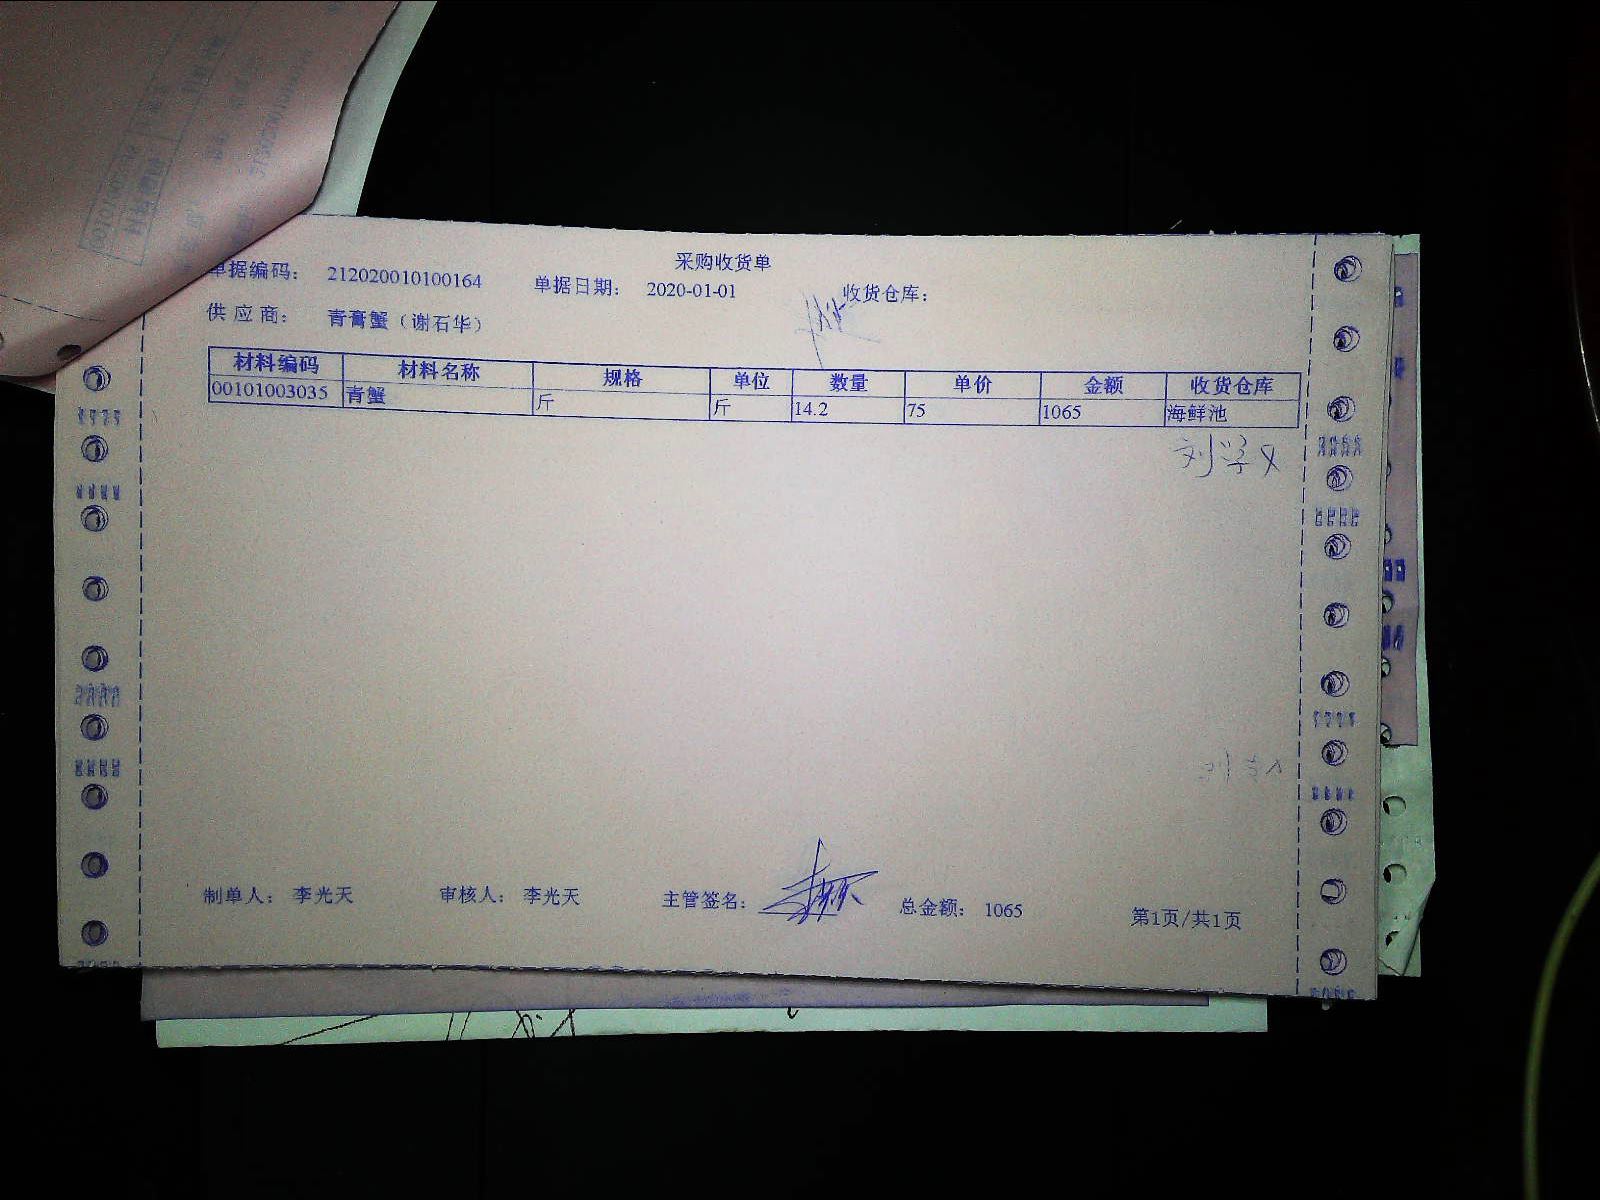 采购收货单
单据编码： 212020010100164 单据日期： 2020-01-01 收货仓库：
供应商： 青膏蟹（谢石华）
材料编码 材料名称 规格 单位 数量 单价 金额 收货仓库
00101003035 青蟹 斤 斤 14.2 75 1065 海鲜池
制单人： 李光天 审核人： 李光天 主管签名： 总金额： 1065 第1页/共1页